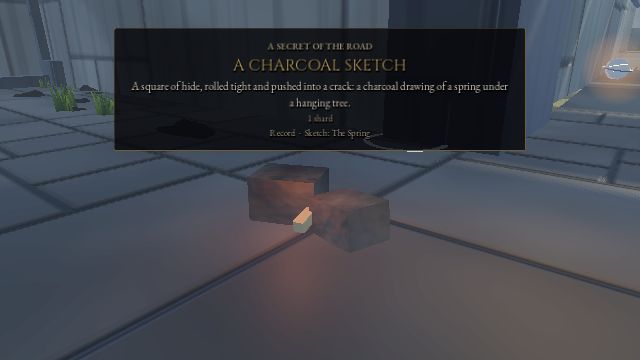 A SECRET OF THE ROAD
A CHARCOAL SKETCH
A square of hide, rolled tight and pushed into a crack: a charcoal drawing of a spring under
a hanging tree.
1 shard
Record - Sketch: The Spring